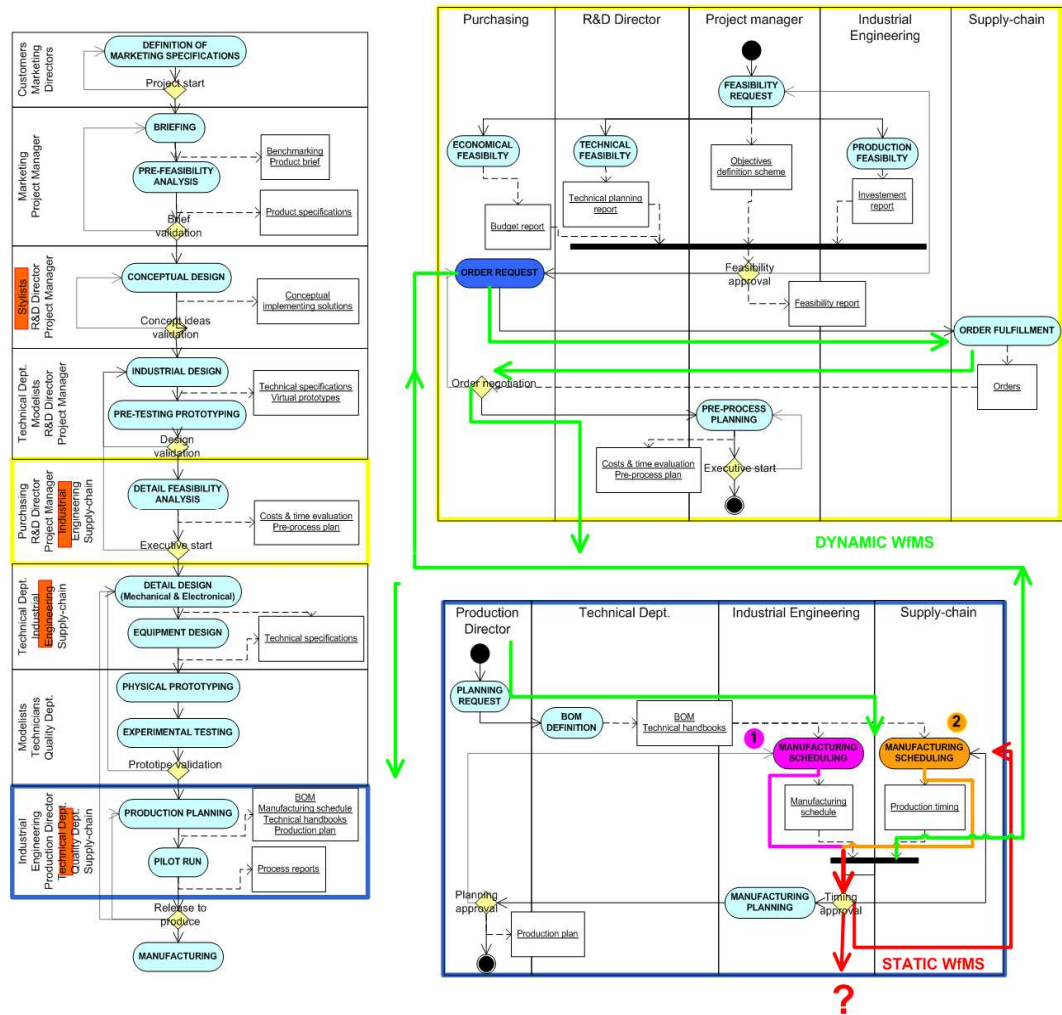 Customers
Marketing
Directors
DEFINITION OF
MARKETING SPECIFICATIONS
Project start
Marketing
Project Manager
BRIEFING
Benchmarking
Product brief
PRE-FEASIBILITY
ANALYSIS
Product specifications
Brief
validation
Stylists
R&D Director
Project Manager
CONCEPTUAL DESIGN
Conceptual
implementing solutions
Concept ideas
validation
Technical Dept.
Modelists
R&D Director
Project Manager
INDUSTRIAL DESIGN
Technical specifications
Virtual prototypes
PRE-TESTING PROTOTYPING
Design
validation
Purchasing
R&D Director
Project Manager
Industrial
Engineering
Supply-chain
DETAIL FEASIBILITY
ANALYSIS
Costs & time evaluation
Pre-process plan
Executive start
Technical Dept.
Industrial
Engineering
Supply-chain
DETAIL DESIGN
(Mechanical & Electronical)
EQUIPMENT DESIGN
Technical specifications
Modelists
Technicians
Quality Dept.
PHYSICAL PROTOTYPING
EXPERIMENTAL TESTING
Prototipe validation
Industrial
Engineering
Production Director
Technical Dept.
Quality Dept.
Supply-chain
PRODUCTION PLANNING
BOM
Manufacturing schedule
Technical handbooks
Production plan
PILOT RUN
Process reports
Release to
produce
MANUFACTURING
Purchasing
R&D Director
Project manager
Industrial
Engineering
Supply-chain
FEASIBILITY
REQUEST
ECONOMICAL
FEASIBILTY
TECHNICAL
FEASIBILTY
PRODUCTION
FEASIBILTY
Objectives
definition scheme
Technical planning
report
Investement
report
Budget report
ORDER REQUEST
Feasibility
approval
Feasibility report
ORDER FULFILLMENT
Order negotiation
Orders
PRE-PROCESS
PLANNING
Costs & time evaluation
Pre-process plan
Executive start
DYNAMIC WfMS
Production
Director
Technical Dept.
Industrial Engineering
Supply-chain
PLANNING
REQUEST
BOM
DEFINITION
BOM
Technical handbooks
1
2
MANUFACTURING
SCHEDULING
MANUFACTURING
SCHEDULING
Manufacturing
schedule
Production timing
Planning
approval
MANUFACTURING
PLANNING
Timing
approval
Production plan
STATIC WfMS
?